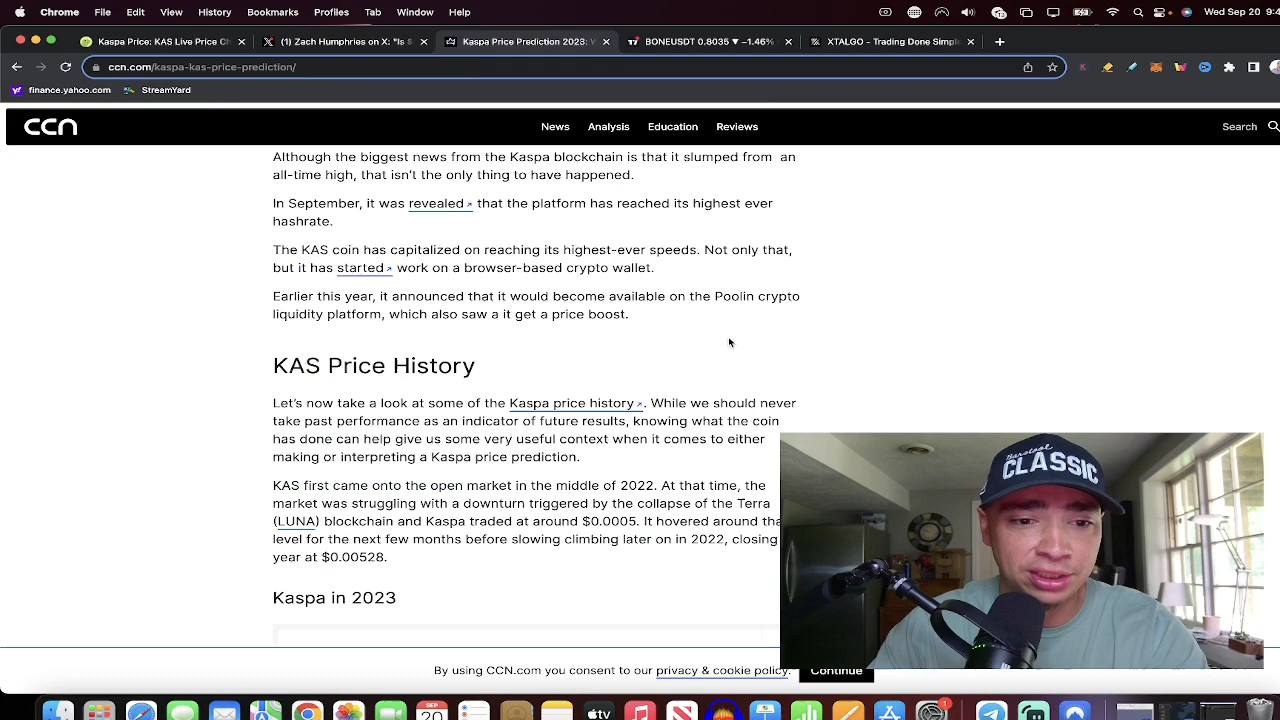 Chrome File Edit View History Bookmarks Profiles Tab Window Help Wed Sep 20
Kaspa Price: KAS Live Price Ch
(1) Zach Humphries on X: "Is S
Kaspa Price Prediction 2023:
BONEUSDT 0.8035 ▼ −1.46%
XTALGO – Trading Done Simple
ccn.com/kaspa-kas-price-prediction/
finance.yahoo.com StreamYard
ccn News Analysis Education Reviews Search
Although the biggest news from the Kaspa blockchain is that it slumped from an
all-time high, that isn't the only thing to have happened.
In September, it was revealed that the platform has reached its highest ever
hashrate.
The KAS coin has capitalized on reaching its highest-ever speeds. Not only that,
but it has started work on a browser-based crypto wallet.
Earlier this year, it announced that it would become available on the Poolin crypto
liquidity platform, which also saw a it get a price boost.
KAS Price History
Let's now take a look at some of the Kaspa price history. While we should never
take past performance as an indicator of future results, knowing what the coin
has done can help give us some very useful context when it comes to either
making or interpreting a Kaspa price prediction.
KAS first came onto the open market in the middle of 2022. At that time, the
market was struggling with a downturn triggered by the collapse of the Terra
(LUNA) blockchain and Kaspa traded at around $0.0005. It hovered around tha
level for the next few months before slowing climbing later on in 2022, closing
year at $0.00528.
Kaspa in 2023
Barstool
CLASSIC
By using CCN.com you consent to our privacy & cookie policy. Continue
SEP
20
tv
1